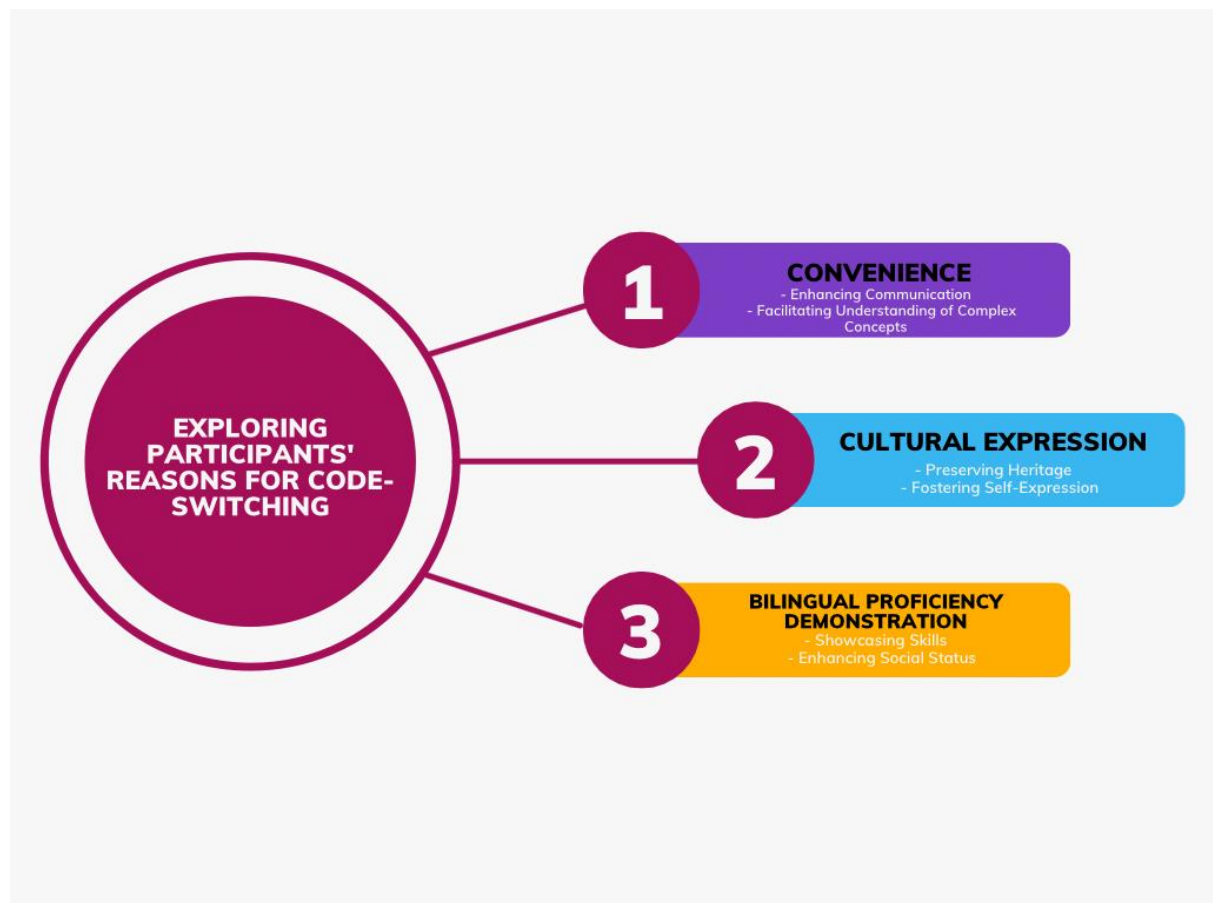 EXPLORING
PARTICIPANTS'
REASONS FOR CODE-
SWITCHING
1
CONVENIENCE
- Enhancing Communication
- Facilitating Understanding of Complex
Concepts
2
CULTURAL EXPRESSION
- Preserving Heritage
- Fostering Self-Expression
3
BILINGUAL PROFICIENCY
DEMONSTRATION
- Showcasing Skills
- Enhancing Social Status